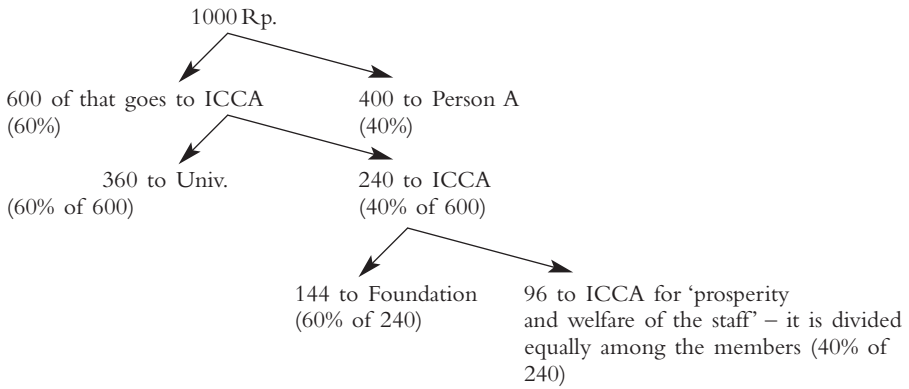 1000 Rp.
600 of that goes to ICCA
(60%)
400 to Person A
(40%)
360 to Univ.
(60% of 600)
240 to ICCA
(40% of 600)
144 to Foundation
(60% of 240)
96 to ICCA for ‘prosperity
and welfare of the staff’ – it is divided
equally among the members (40% of
240)